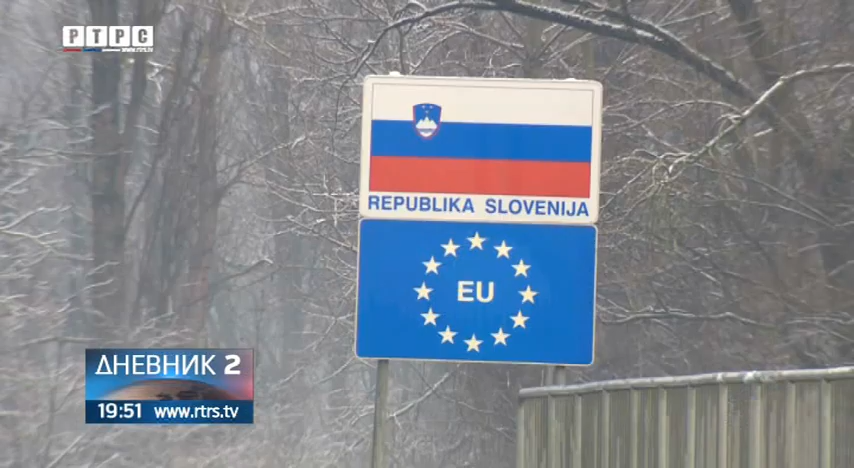 РТРС
www.rtrs.tv
REPUBLIKA SLOVENIJA
EU
ДНЕВНИК 2
19:51 www.rtrs.tv